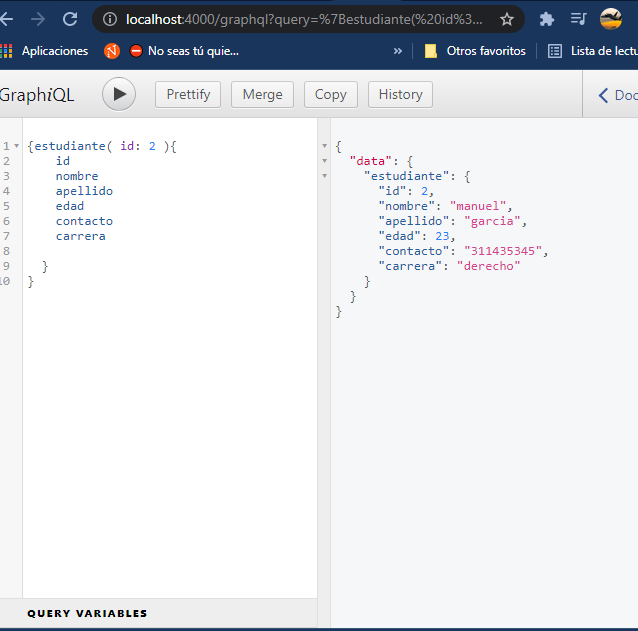 localhost:4000/graphql?query=%7Bestudiante(%20id%3...
Aplicaciones No seas tú quie... » Otros favoritos Lista de lectu
GraphiQL Prettify Merge Copy History Doc
1 {estudiante( id: 2 ){
2 id
3 nombre
4 apellido
5 edad
6 contacto
7 carrera
8
9 }
10 }
{
"data": {
"estudiante": {
"id": 2,
"nombre": "manuel",
"apellido": "garcia",
"edad": 23,
"contacto": "311435345",
"carrera": "derecho"
}
}
}
QUERY VARIABLES